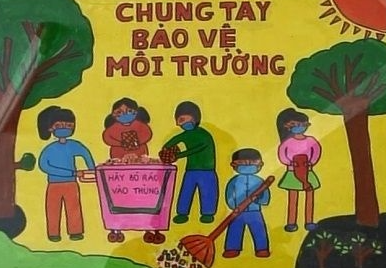 CHUNG TAY
BẢO VỆ
MÔI TRƯỜNG
HÃY BỎ RÁC
VÀO THÙNG